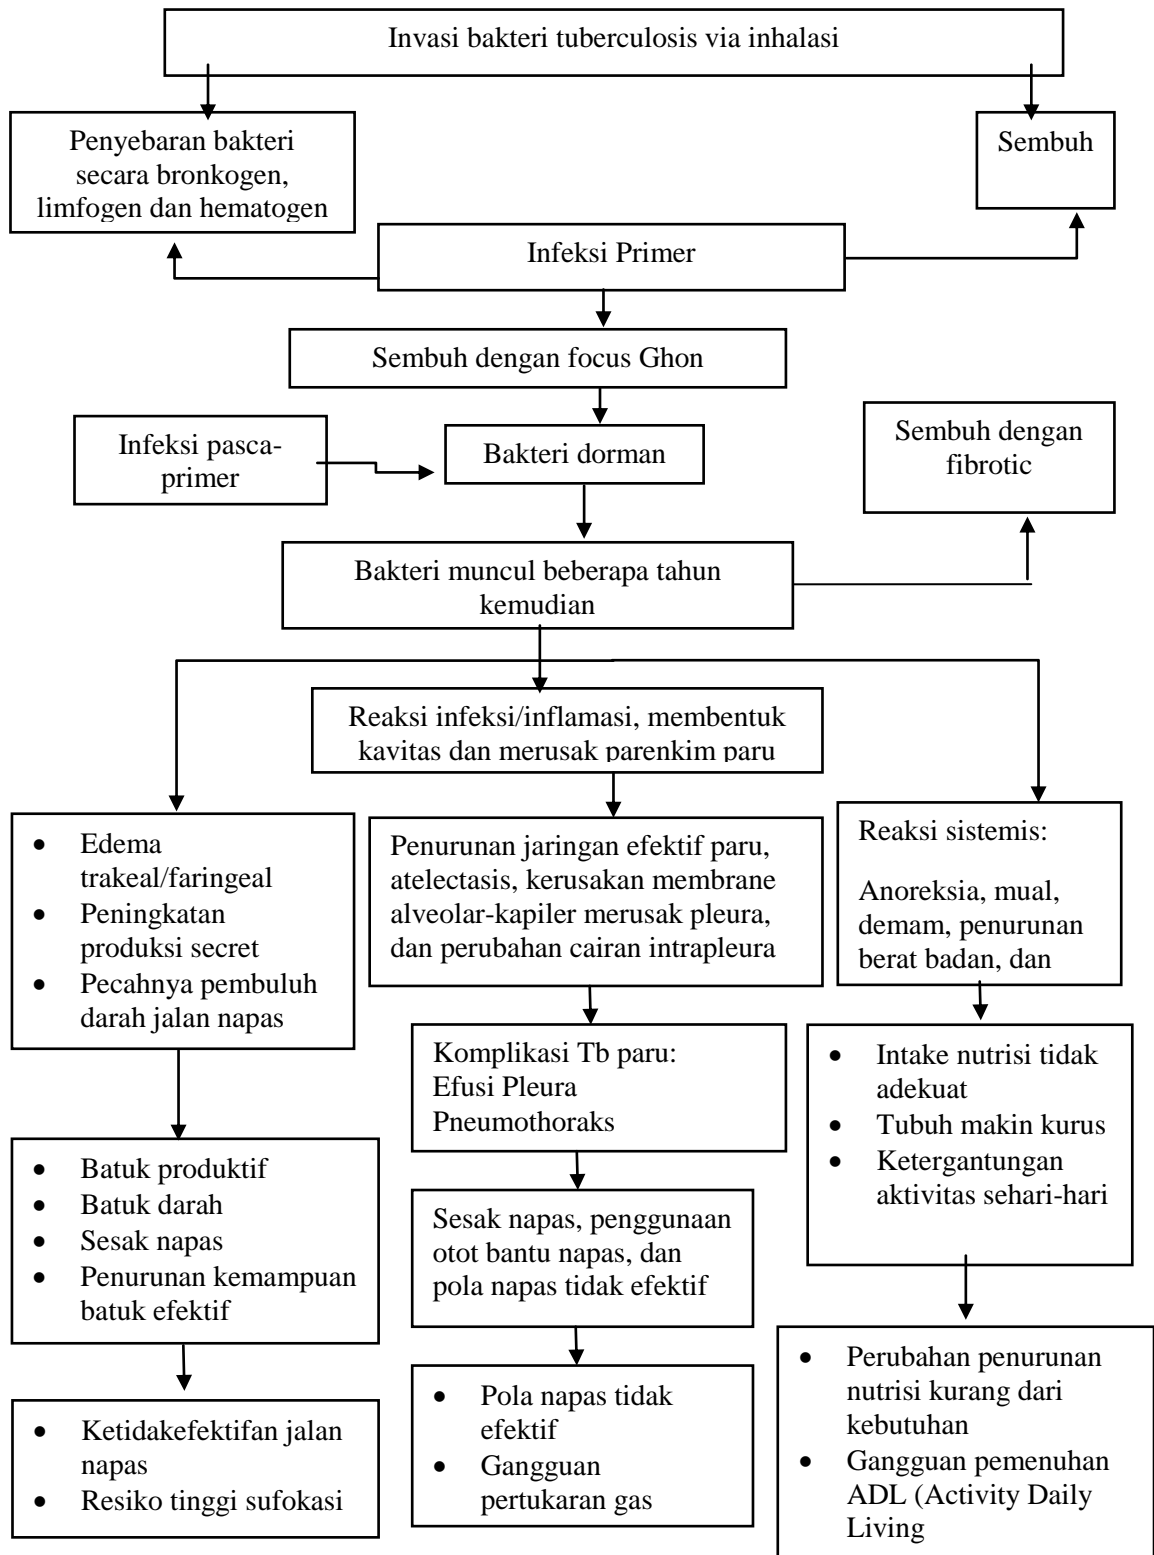 Invasi bakteri tuberculosis via inhalasi
Penyebaran bakteri
secara bronkogen,
limfogen dan hematogen
Sembuh
Infeksi Primer
Sembuh dengan focus Ghon
Infeksi pasca-
primer
Bakteri dorman
Sembuh dengan
fibrotic
Bakteri muncul beberapa tahun
kemudian
Reaksi infeksi/inflamasi, membentuk
kavitas dan merusak parenkim paru
• Edema
trakeal/faringeal
• Peningkatan
produksi secret
• Pecahnya pembuluh
darah jalan napas
Penurunan jaringan efektif paru,
atelectasis, kerusakan membrane
alveolar-kapiler merusak pleura,
dan perubahan cairan intrapleura
Reaksi sistemis:
Anoreksia, mual,
demam, penurunan
berat badan, dan
Komplikasi Tb paru:
Efusi Pleura
Pneumothoraks
• Intake nutrisi tidak
adekuat
• Tubuh makin kurus
• Ketergantungan
aktivitas sehari-hari
• Batuk produktif
• Batuk darah
• Sesak napas
• Penurunan kemampuan
batuk efektif
Sesak napas, penggunaan
otot bantu napas, dan
pola napas tidak efektif
• Ketidakefektifan jalan
napas
• Resiko tinggi sufokasi
• Pola napas tidak
efektif
• Gangguan
pertukaran gas
• Perubahan penurunan
nutrisi kurang dari
kebutuhan
• Gangguan pemenuhan
ADL (Activity Daily
Living